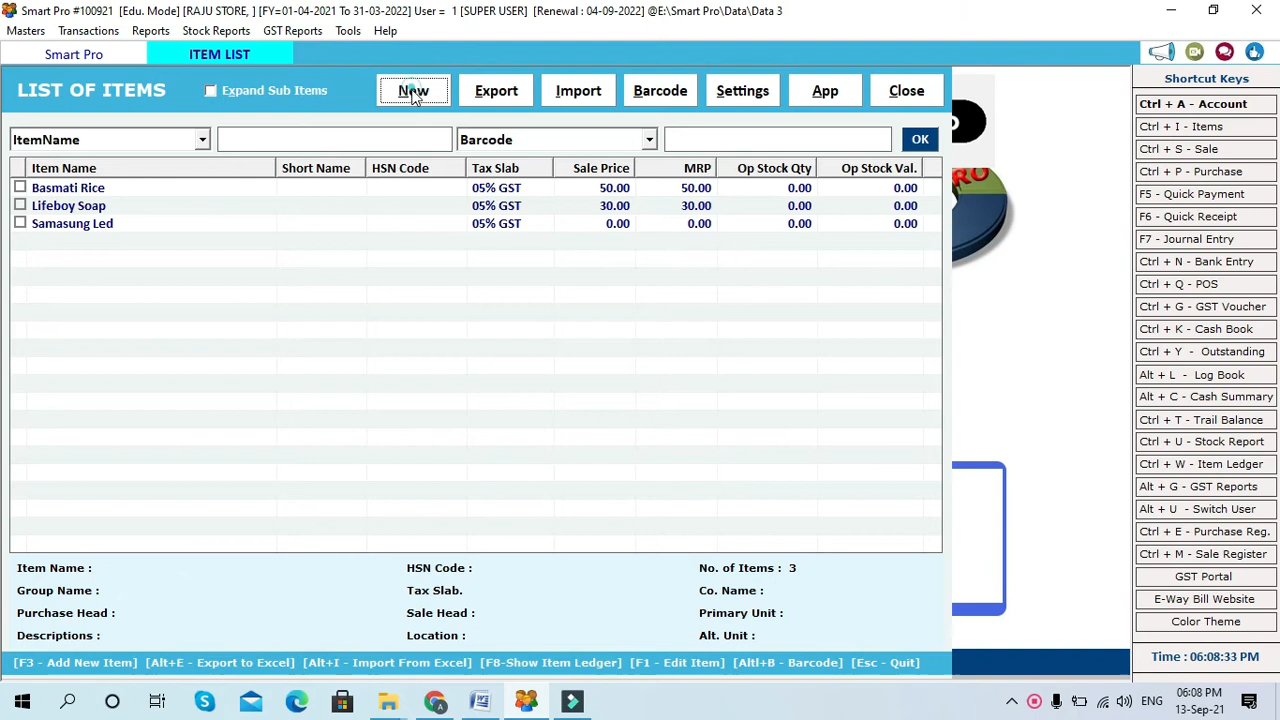 Smart Pro #100921 [Edu. Mode] [RAJU STORE, ] [FY=01-04-2021 To 31-03-2022] User = 1 [SUPER USER] [Renewal : 04-09-2022] @E:\Smart Pro\Data\Data 3
Masters Transactions Reports Stock Reports GST Reports Tools Help
Smart Pro ITEM LIST
LIST OF ITEMS Expand Sub Items New Export Import Barcode Settings App Close
ItemName Barcode OK
Item Name Short Name HSN Code Tax Slab Sale Price MRP Op Stock Qty Op Stock Val.
Basmati Rice 05% GST 50.00 50.00 0.00 0.00
Lifeboy Soap 05% GST 30.00 30.00 0.00 0.00
Samasung Led 05% GST 0.00 0.00 0.00 0.00
Item Name : HSN Code : No. of Items : 3
Group Name : Tax Slab. Co. Name :
Purchase Head : Sale Head : Primary Unit :
Descriptions : Location : Alt. Unit :
[F3 - Add New Item] [Alt+E - Export to Excel] [Alt+I - Import From Excel] [F8-Show Item Ledger] [F1 - Edit Item] [Altl+B - Barcode] [Esc - Quit]
Shortcut Keys
Ctrl + A - Account
Ctrl + I - Items
Ctrl + S - Sale
Ctrl + P - Purchase
F5 - Quick Payment
F6 - Quick Receipt
F7 - Journal Entry
Ctrl + N - Bank Entry
Ctrl + Q - POS
Ctrl + G - GST Voucher
Ctrl + K - Cash Book
Ctrl + Y - Outstanding
Alt + L - Log Book
Alt + C - Cash Summary
Ctrl + T - Trail Balance
Ctrl + U - Stock Report
Ctrl + W - Item Ledger
Alt + G - GST Reports
Alt + U - Switch User
Ctrl + E - Purchase Reg.
Ctrl + M - Sale Register
GST Portal
E-Way Bill Website
Color Theme
Time : 06:08:33 PM
ENG 06:08 PM
13-Sep-21